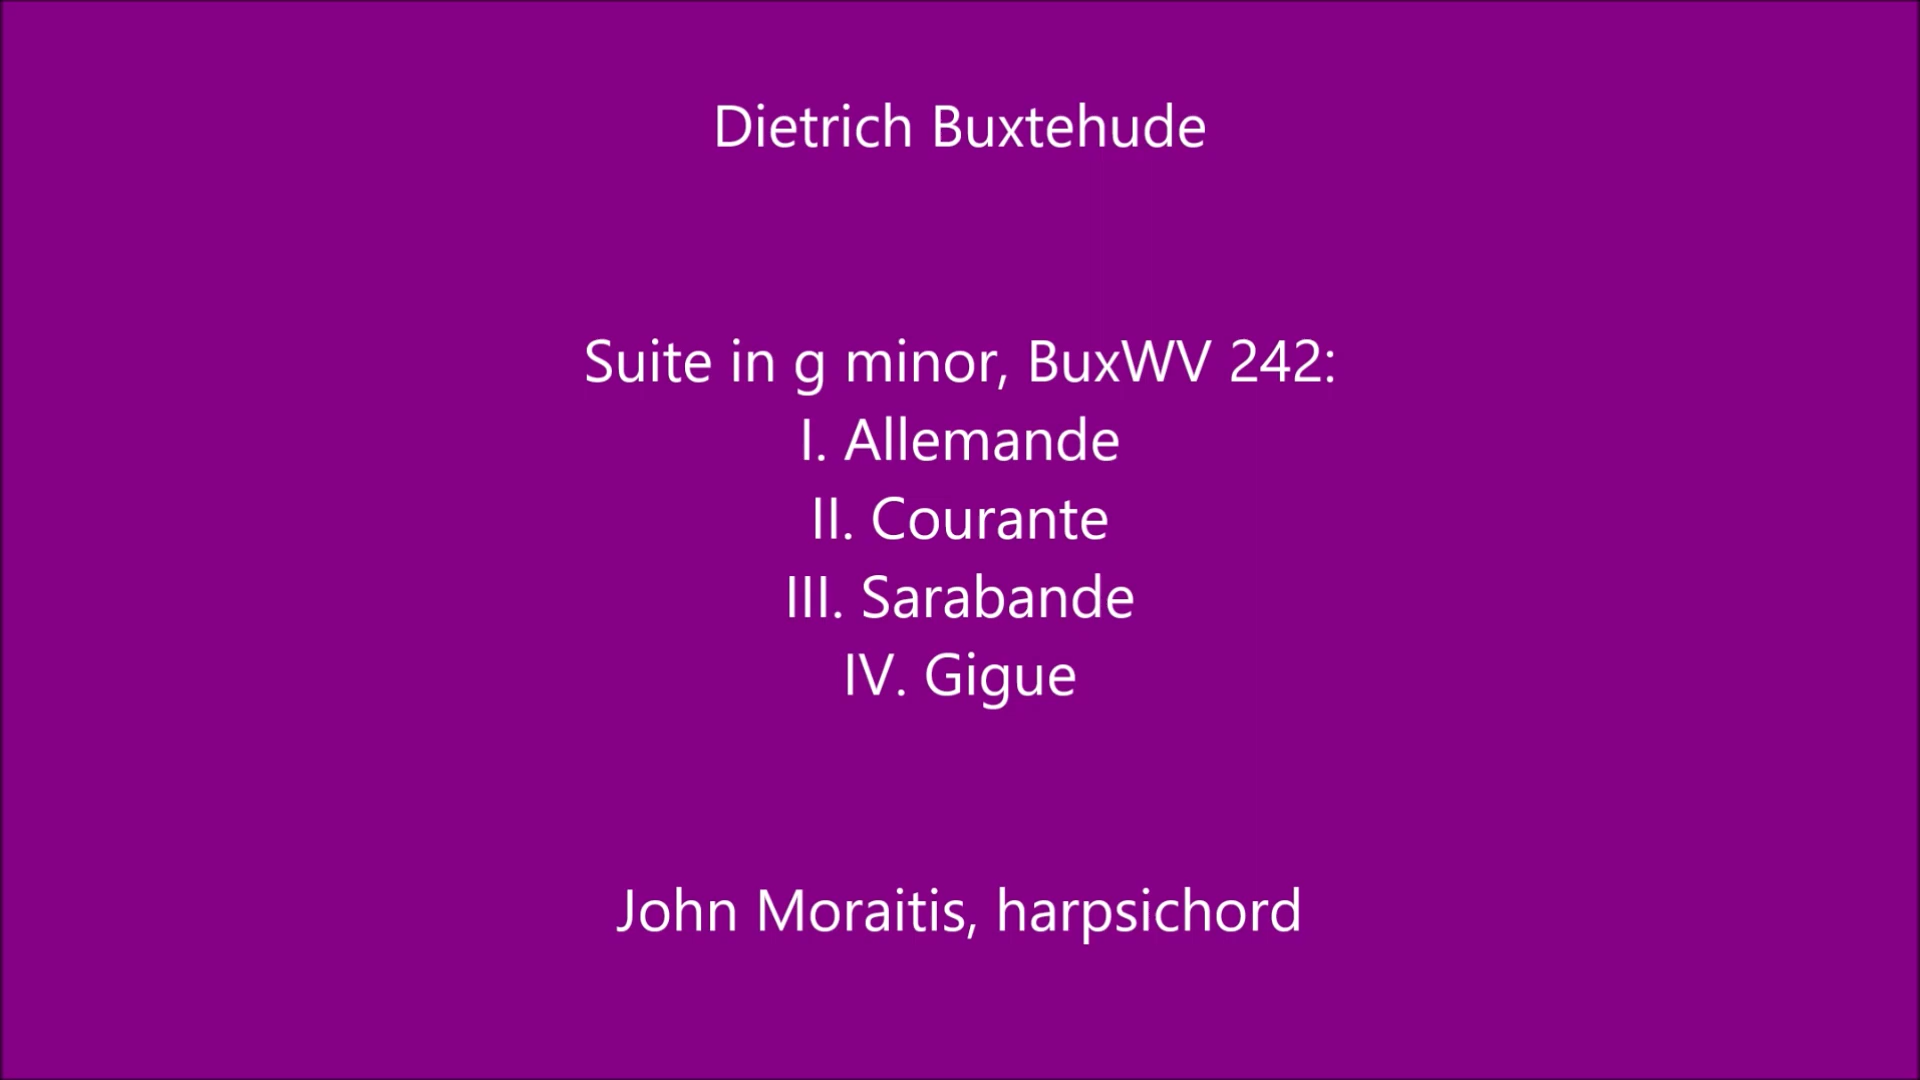 Dietrich Buxtehude
Suite in g minor, BuxWV 242:
I. Allemande
II. Courante
III. Sarabande
IV. Gigue
John Moraitis, harpsichord